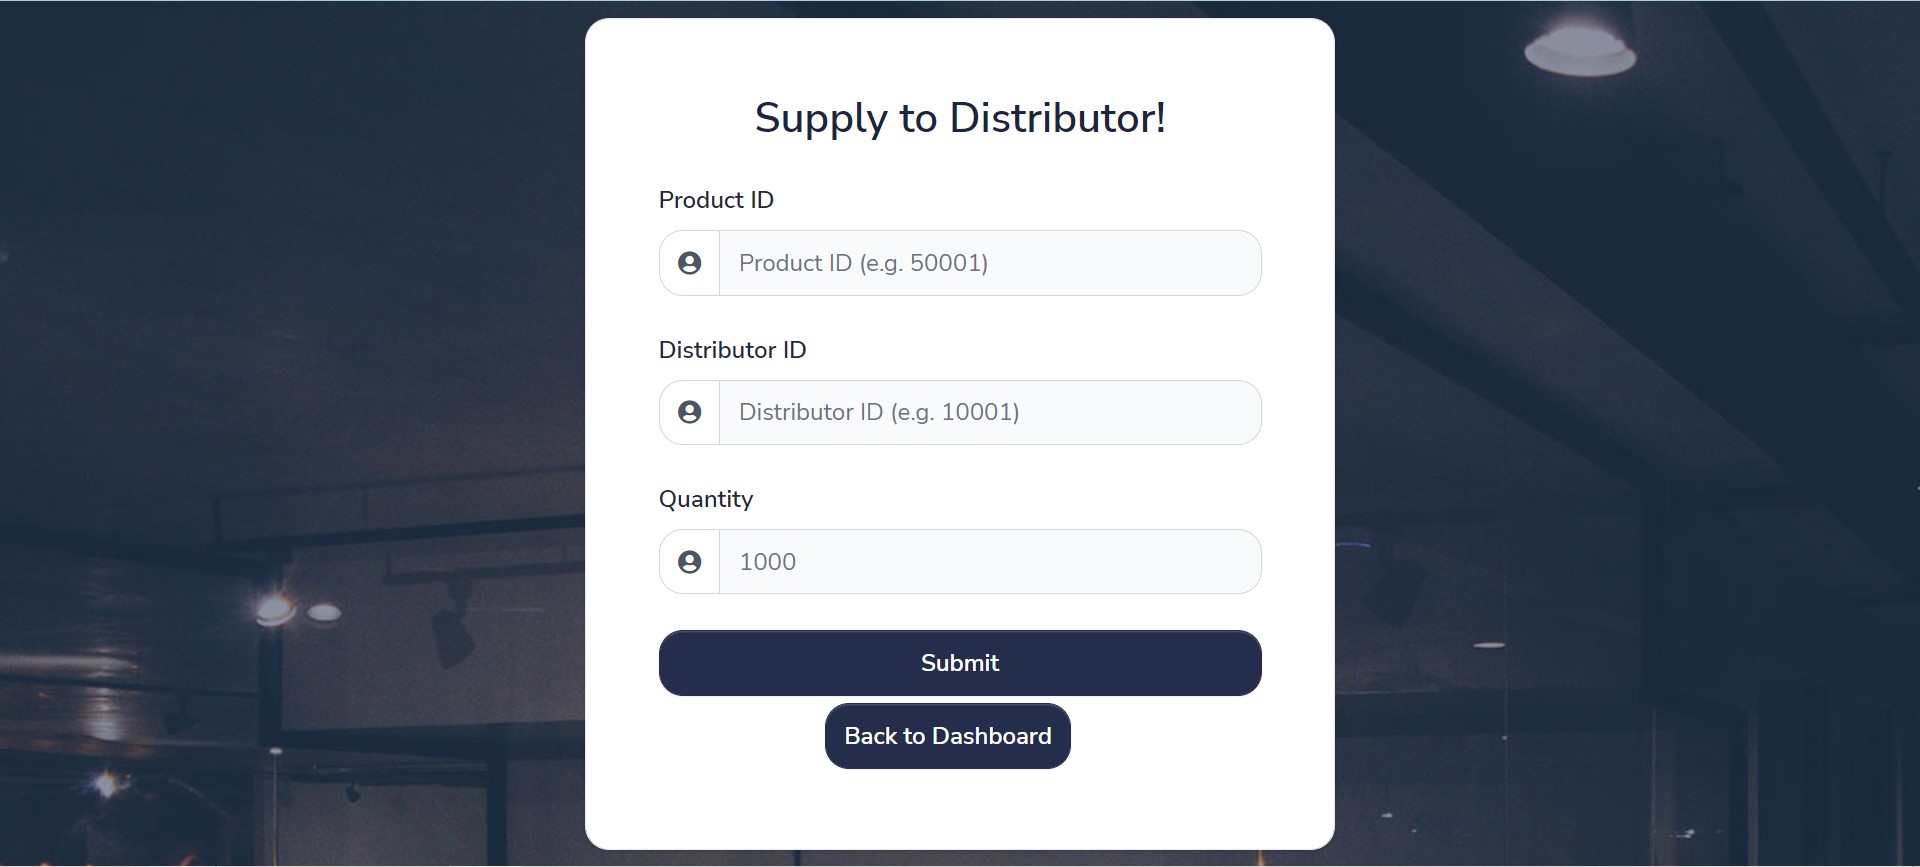 Supply to Distributor!
Product ID
Product ID (e.g. 50001)
Distributor ID
Distributor ID (e.g. 10001)
Quantity
1000
Submit
Back to Dashboard